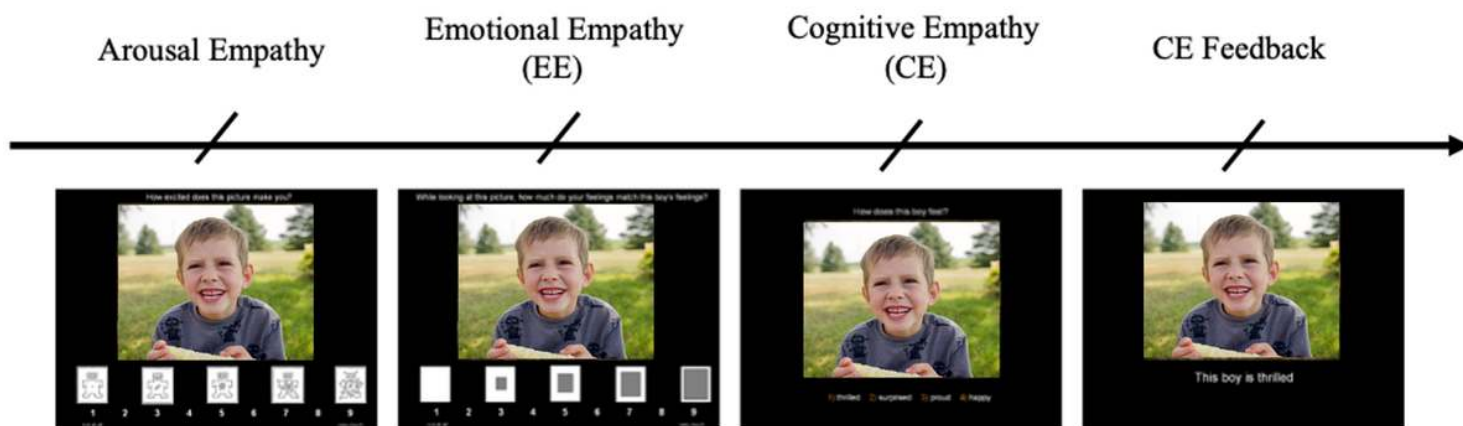 Arousal Empathy
Emotional Empathy
(EE)
Cognitive Empathy
(CE)
CE Feedback
How excited does this picture make you?
1 2 3 4 5 6 7 8 9
While looking at this picture, how much do your feelings match this boy's feelings?
1 2 3 4 5 6 7 8 9
How does this boy feel?
1) thrilled 2) surprised 3) proud 4) happy
This boy is thrilled